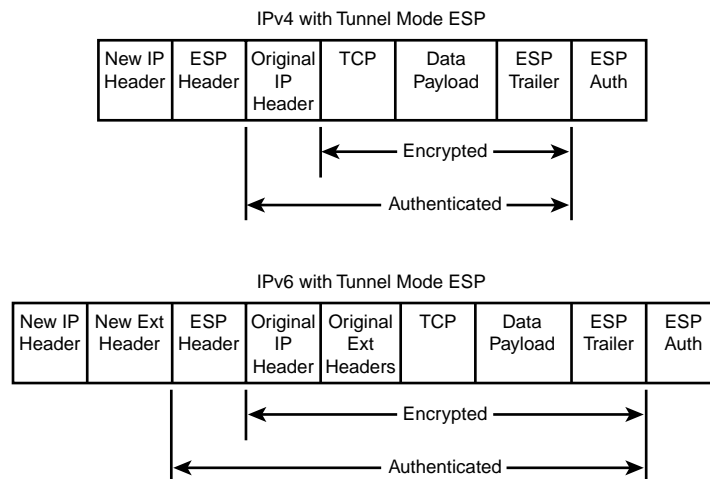 IPv4 with Tunnel Mode ESP
New IP
Header
ESP
Header
Original
IP
Header
TCP
Data
Payload
ESP
Trailer
ESP
Auth
Encrypted
Authenticated
IPv6 with Tunnel Mode ESP
New IP
Header
New Ext
Header
ESP
Header
Original
IP
Header
Original
Ext
Headers
TCP
Data
Payload
ESP
Trailer
ESP
Auth
Encrypted
Authenticated